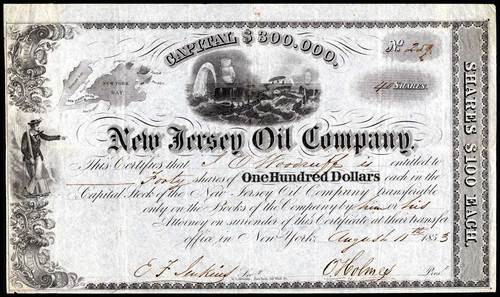 CAPITAL $300,000.
No
40 SHARES
NEW YORK
BAY
New Jersey Oil Company.
This Certifies that J. D. Woodruff is entitled to
Forty shares of One Hundred Dollars each in the
Capital Stock of the New Jersey Oil Company transferable
only on the Books of the Company by him or his
Attorney on surrender of this Certificate at their transfer
office in New York. August 11th 1853
E F Jenkins O Holmes Prest
SHARES $100 EACH.